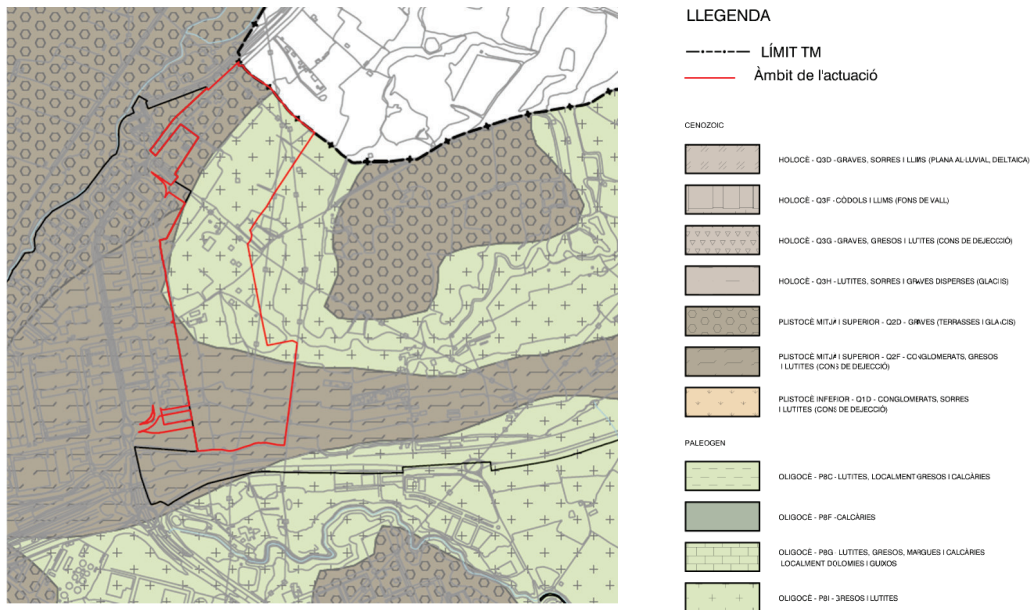 LLEGENDA
LÍMIT TM
Àmbit de l'actuació
CENOZOIC
HOLOCÈ - Q3D - GRAVES, SORRES I LLIMS (PLANA AL·LUVIAL, DELTAICA)
HOLOCÈ - Q3F - CÒDOLS I LLIMS (FONS DE VALL)
HOLOCÈ - Q3G - GRAVES, GRESOS I LUTITES (CONS DE DEJECCCIÓ)
HOLOCÈ - Q3H - LUTITES, SORRES I GRAVES DISPERSES (GLACIS)
PLISTOCÈ MITJÀ I SUPERIOR - Q2D - GRAVES (TERRASSES I GLACIS)
PLISTOCÈ MITJÀ I SUPERIOR - Q2F - CONGLOMERATS, GRESOS
I LUTITES (CONS DE DEJECCIÓ)
PLISTOCÈ INFERIOR - Q1D - CONGLOMERATS, SORRES
I LUTITES (CONS DE DEJECCIÓ)
PALEOGEN
OLIGOCÈ - P8C - LUTITES, LOCALMENT GRESOS I CALCÀRIES
OLIGOCÈ - P8F - CALCÀRIES
OLIGOCÈ - P8G - LUTITES, GRESOS, MARGUES I CALCÀRIES
LOCALMENT DOLOMIES I GUIXOS
OLIGOCÈ - P8I - GRESOS I LUTITES